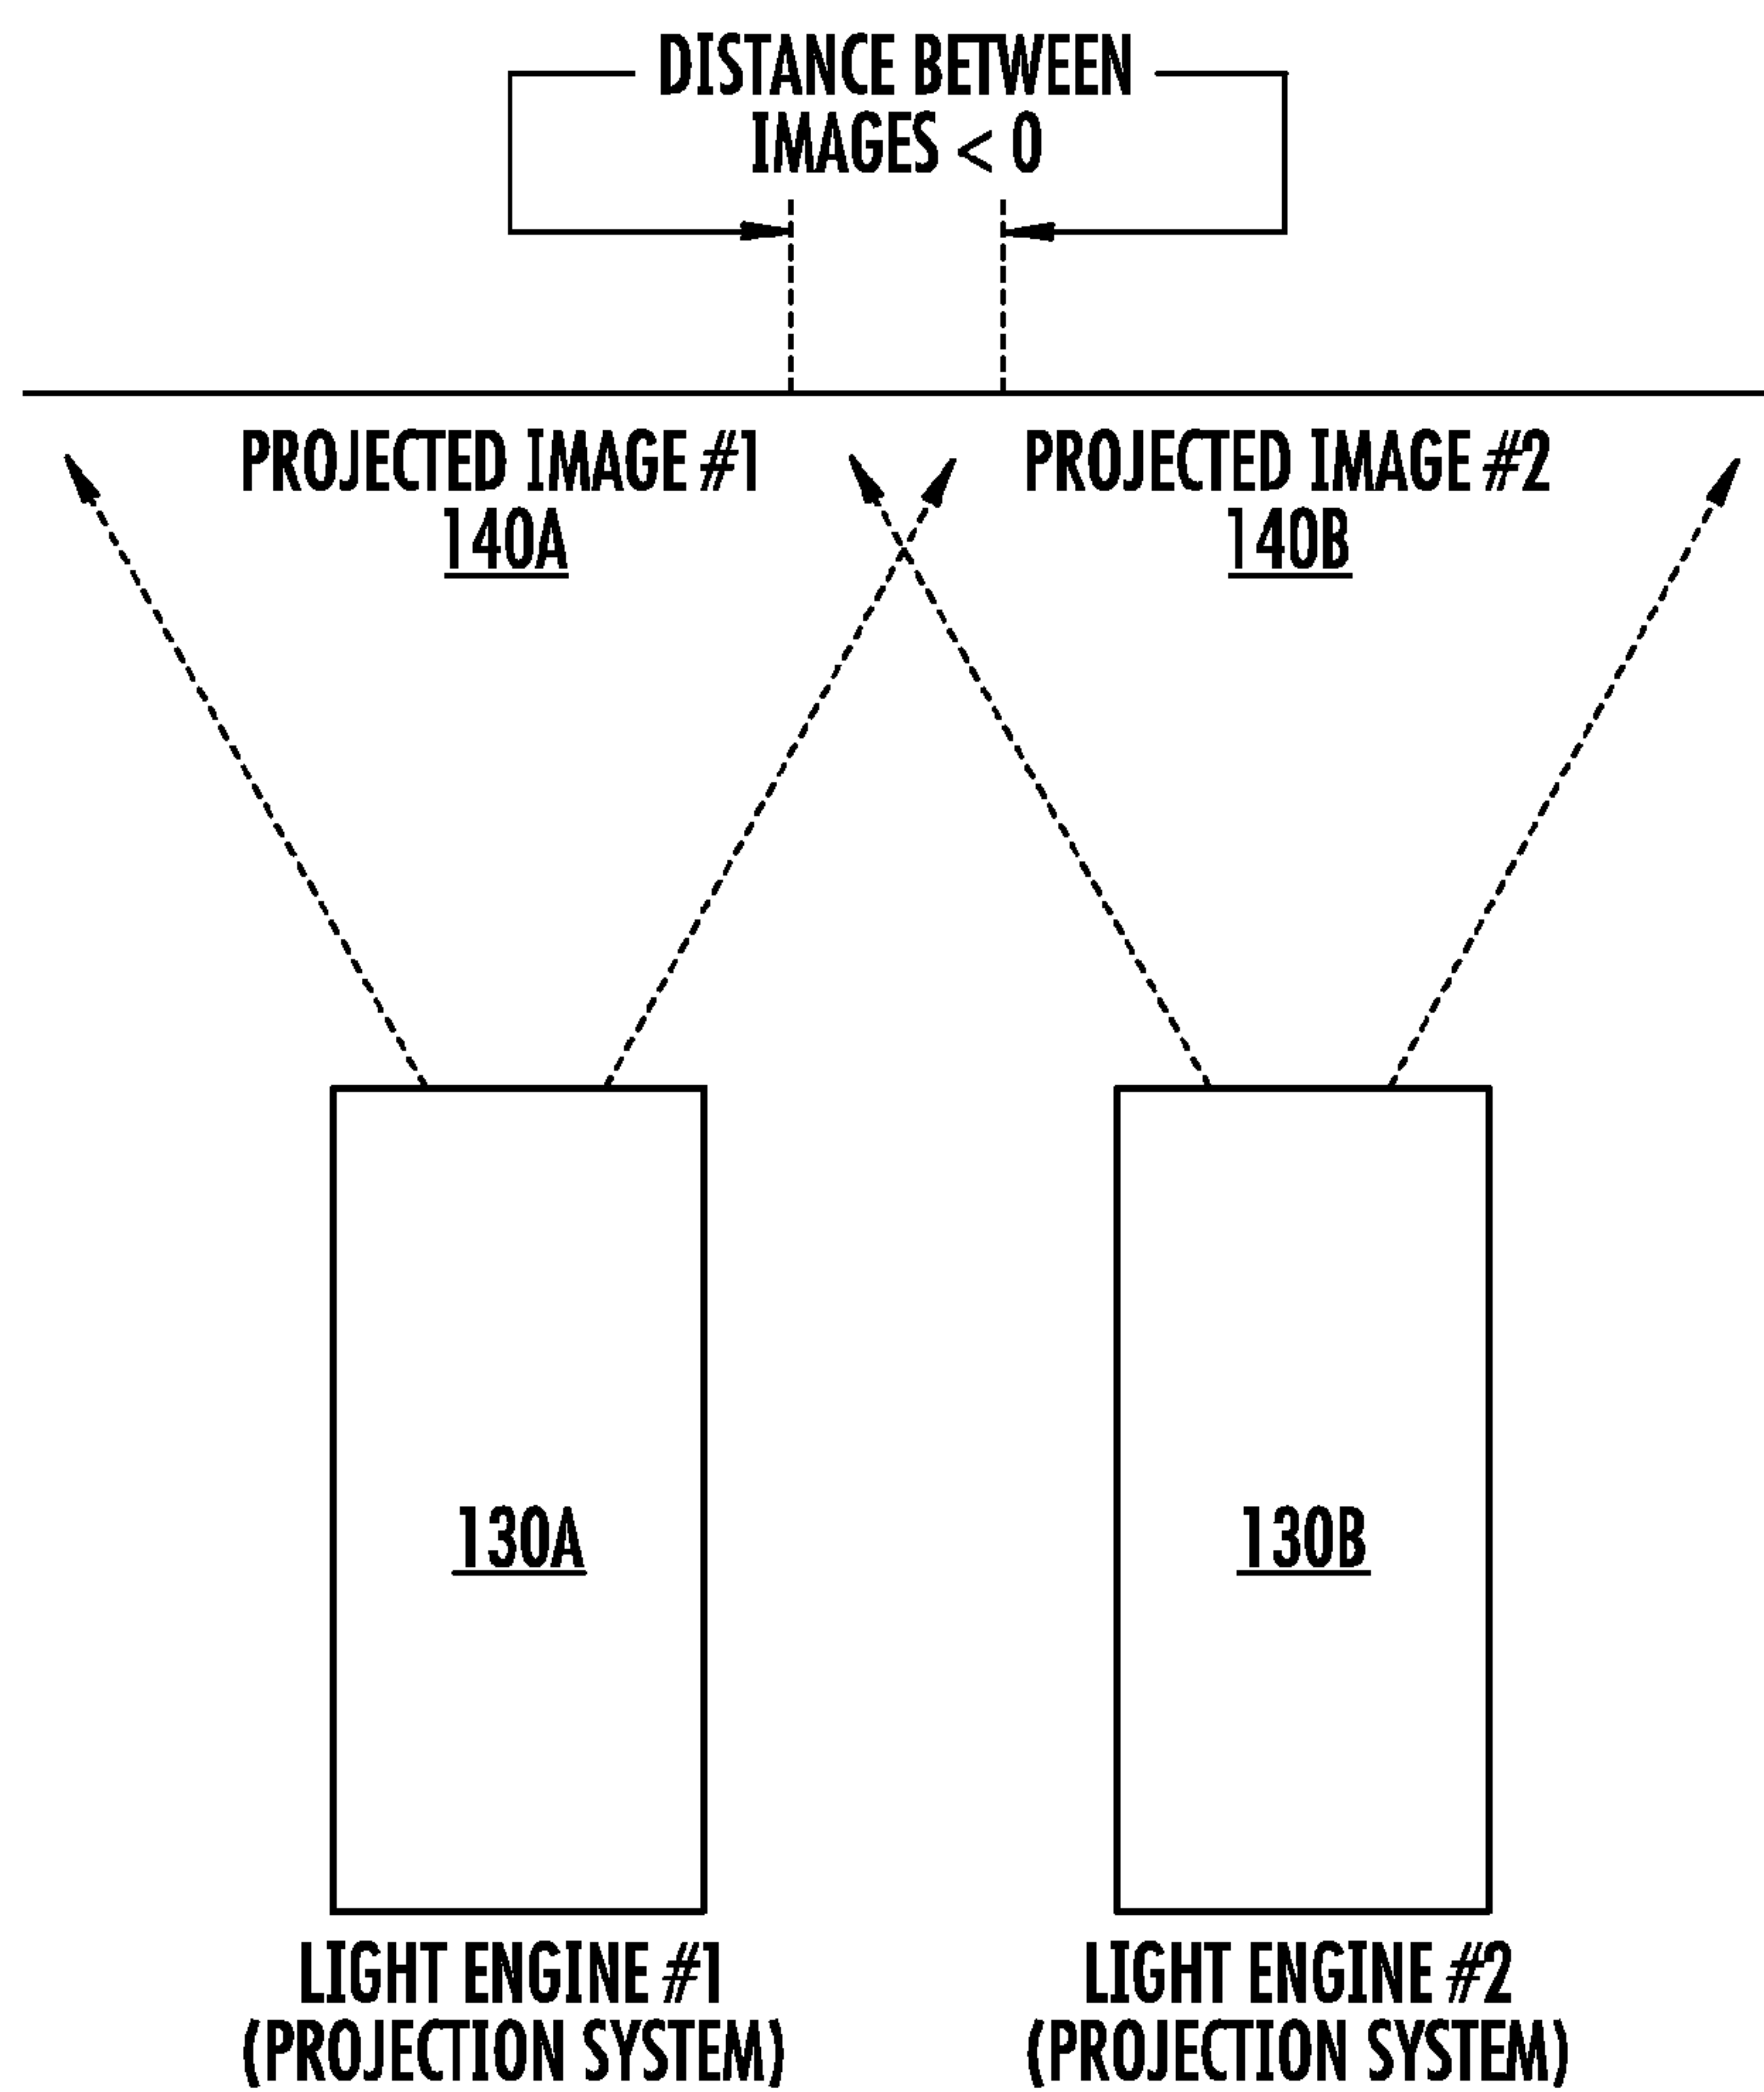 DISTANCE BETWEEN
IMAGES < 0
PROJECTED IMAGE #1
140A
PROJECTED IMAGE #2
140B
130A
130B
LIGHT ENGINE #1
(PROJECTION SYSTEM)
LIGHT ENGINE #2
(PROJECTION SYSTEM)